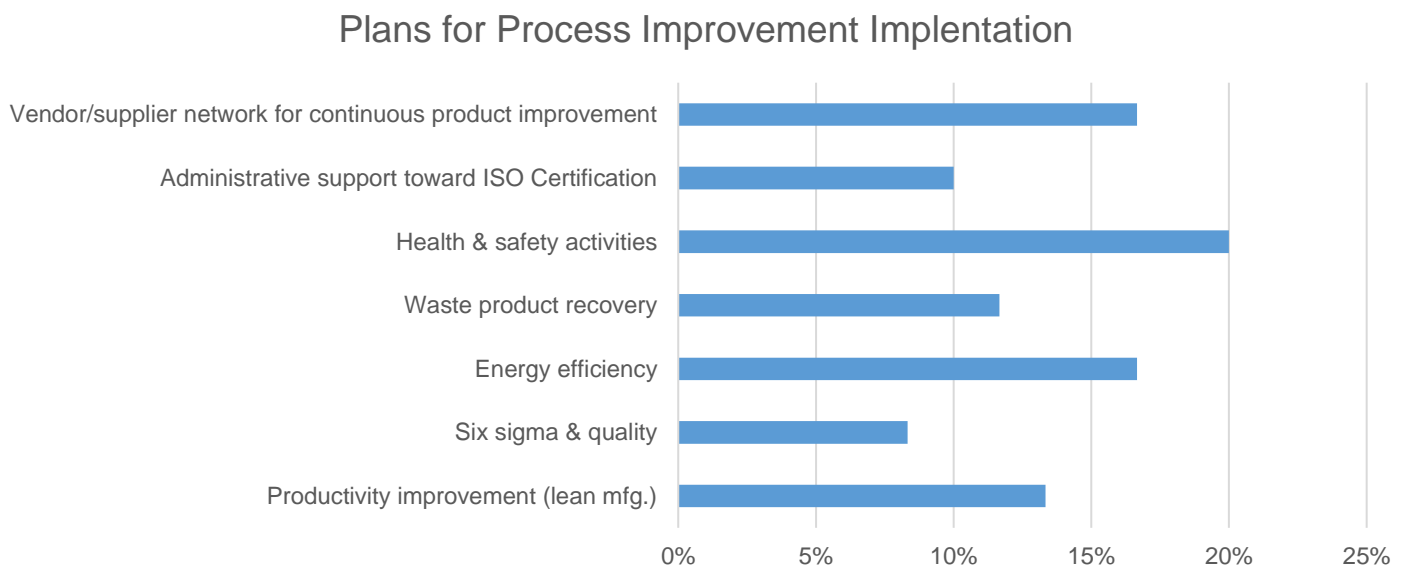 Plans for Process Improvement Implentation
Vendor/supplier network for continuous product improvement
Administrative support toward ISO Certification
Health & safety activities
Waste product recovery
Energy efficiency
Six sigma & quality
Productivity improvement (lean mfg.)
0% 5% 10% 15% 20% 25%